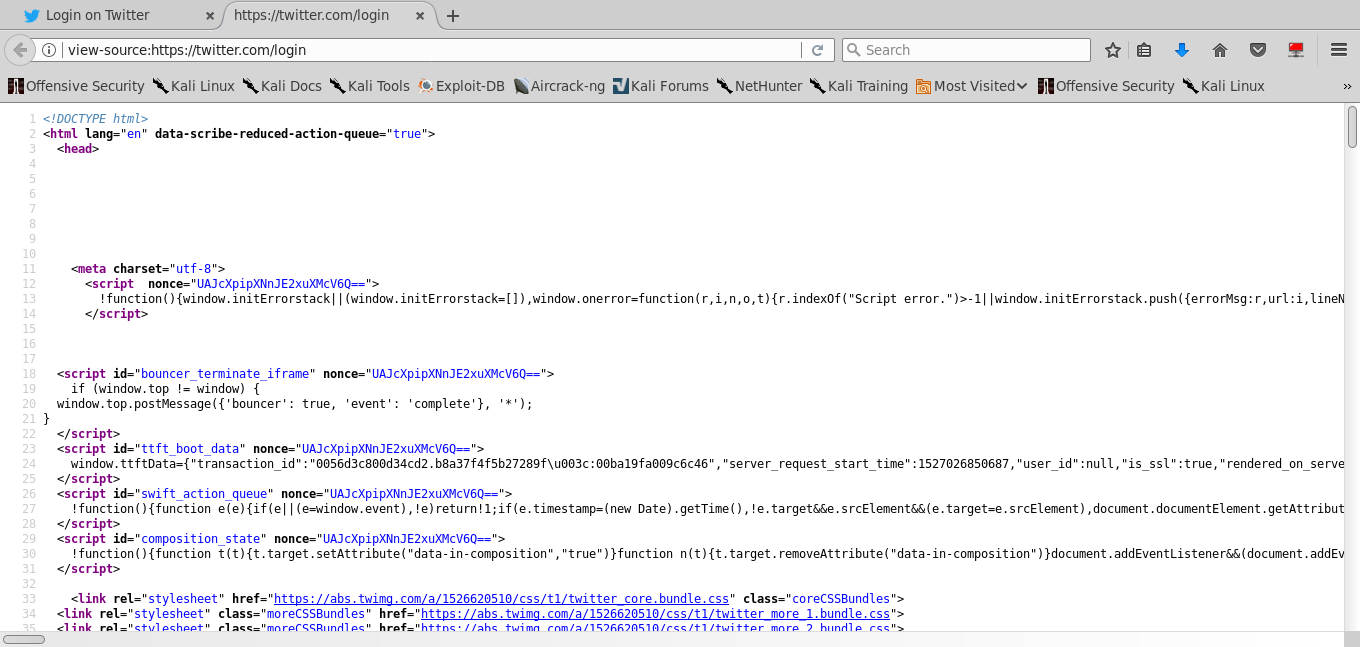 Login on Twitter
https://twitter.com/login
view-source:https://twitter.com/login
Search
Offensive Security Kali Linux Kali Docs Kali Tools Exploit-DB Aircrack-ng Kali Forums NetHunter Kali Training Most Visited Offensive Security Kali Linux »
1 <!DOCTYPE html>
2 <html lang="en" data-scribe-reduced-action-queue="true">
3 <head>
4
5
6
7
8
9
10
11 <meta charset="utf-8">
12 <script  nonce="UAJcXpipXNnJE2xuXMcV6Q==">
13 !function(){window.initErrorstack||(window.initErrorstack=[]),window.onerror=function(r,i,n,o,t){r.indexOf("Script error.")>-1||window.initErrorstack.push({errorMsg:r,url:i,lineN
14 </script>
15
16
17
18 <script id="bouncer_terminate_iframe" nonce="UAJcXpipXNnJE2xuXMcV6Q==">
19 if (window.top != window) {
20 window.top.postMessage({'bouncer': true, 'event': 'complete'}, '*');
21 }
22 </script>
23 <script id="ttft_boot_data" nonce="UAJcXpipXNnJE2xuXMcV6Q==">
24 window.ttftData={"transaction_id":"0056d3c800d34cd2.b8a37f4f5b27289f\u003c:00ba19fa009c6c46","server_request_start_time":1527026850687,"user_id":null,"is_ssl":true,"rendered_on_serve
25 </script>
26 <script id="swift_action_queue" nonce="UAJcXpipXNnJE2xuXMcV6Q==">
27 !function(){function e(e){if(e||(e=window.event),!e)return!1;if(e.timestamp=(new Date).getTime(),!e.target&&e.srcElement&&(e.target=e.srcElement),document.documentElement.getAttribut
28 </script>
29 <script id="composition_state" nonce="UAJcXpipXNnJE2xuXMcV6Q==">
30 !function(){function t(t){t.target.setAttribute("data-in-composition","true")}function n(t){t.target.removeAttribute("data-in-composition")}document.addEventListener&&(document.addEv
31 </script>
32
33 <link rel="stylesheet" href="https://abs.twimg.com/a/1526620510/css/t1/twitter_core.bundle.css" class="coreCSSBundles">
34 <link rel="stylesheet" class="moreCSSBundles" href="https://abs.twimg.com/a/1526620510/css/t1/twitter_more_1.bundle.css">
35 <link rel="stylesheet" class="moreCSSBundles" href="https://abs.twimg.com/a/1526620510/css/t1/twitter_more_2.bundle.css">